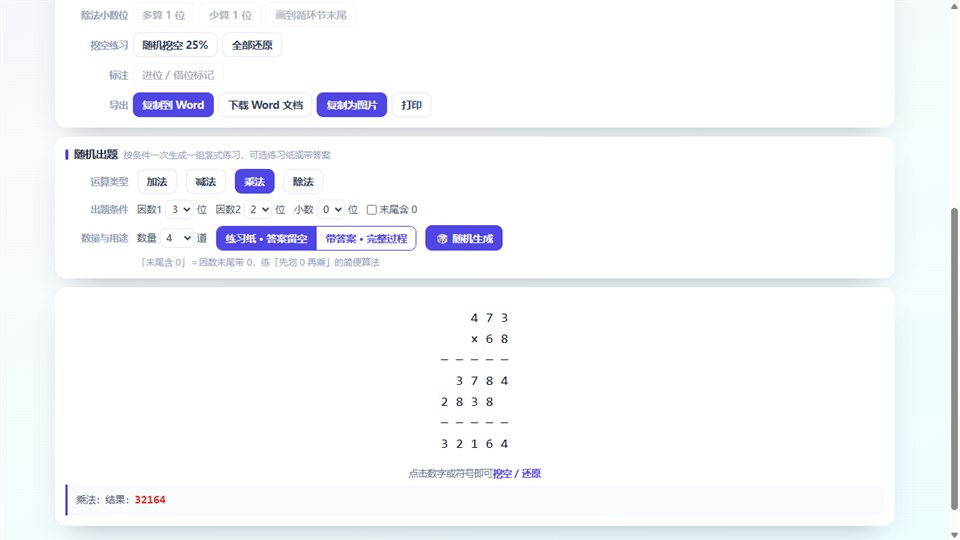 除法小数位 多算 1 位 少算 1 位 画到循环节末尾
挖空练习 随机挖空 25% 全部还原
标注 进位 / 借位标记
导出 复制到 Word 下载 Word 文档 复制为图片 打印
随机出题 按条件一次生成一组竖式练习，可选练习纸或带答案
运算类型 加法 减法 乘法 除法
出题条件 因数1 3 位 因数2 2 位 小数 0 位 末尾含 0
数量与用途 数量 4 道 练习纸 • 答案留空 带答案 • 完整过程 🎲 随机生成
「末尾含 0」＝因数末尾带 0，练「先划 0 再乘」的简便算法
4 7 3
× 6 8
— — — — —
3 7 8 4
2 8 3 8
— — — — —
3 2 1 6 4
点击数字或符号即可挖空 / 还原
乘法：结果：32164